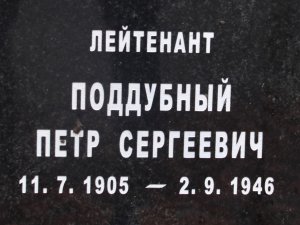 ЛЕЙТЕНАНТ
ПОДДУБНЫЙ
ПЕТР СЕРГЕЕВИЧ
11. 7. 1905 — 2. 9. 1946